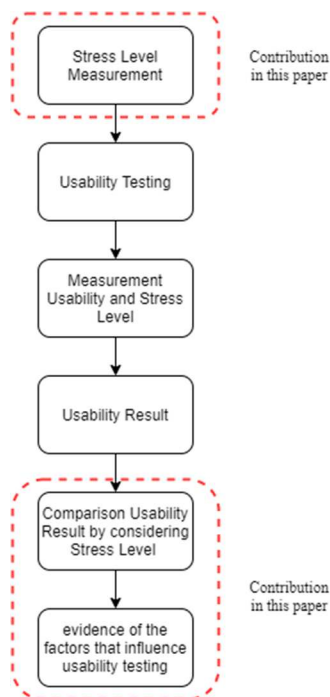 Stress Level
Measurement
Contribution
in this paper
Usability Testing
Measurement
Usability and Stress
Level
Usability Result
Comparison Usability
Result by considering
Stress Level
Contribution
in this paper
evidence of the
factors that influence
usability testing